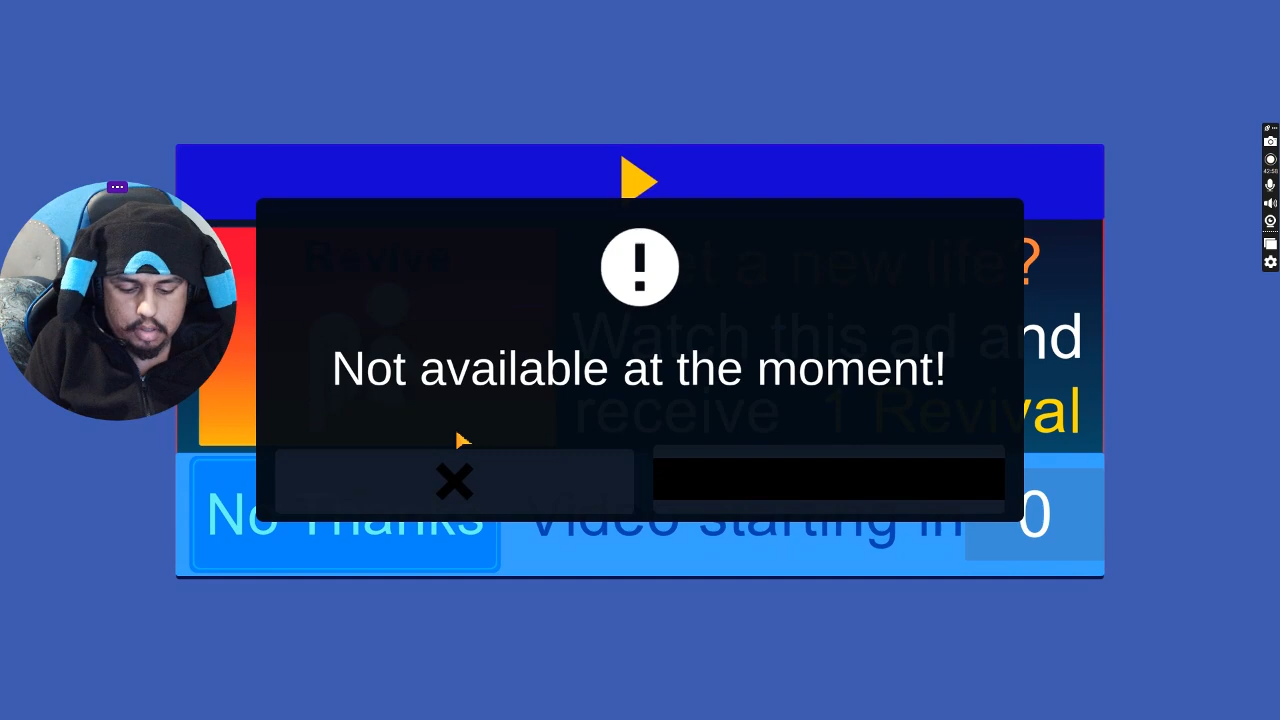 Revive
et a new life?
Watch this ad and
receive 1 Revival
Not available at the moment!
No Thanks
Video starting in
0